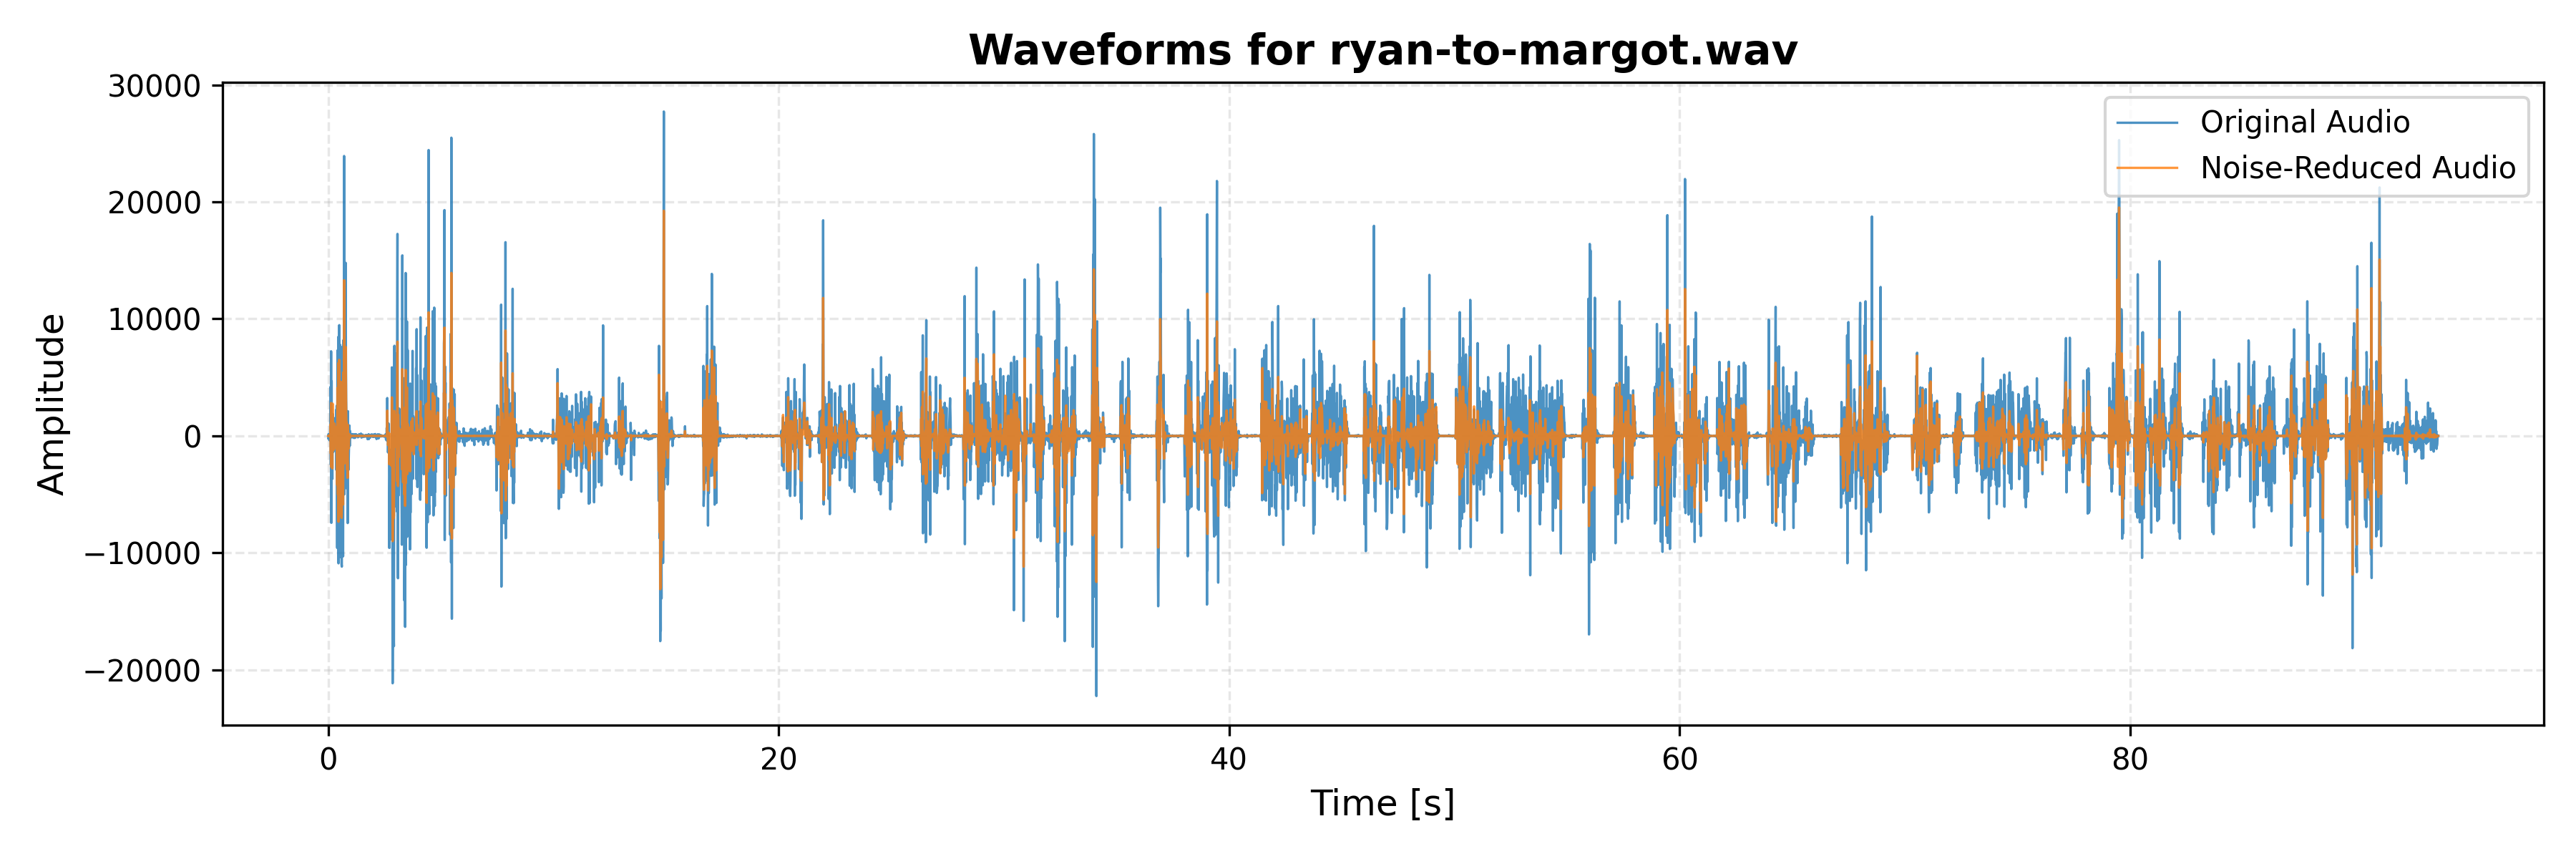 Waveforms for ryan-to-margot.wav
30000
20000
10000
0
−10000
−20000
Amplitude
Original Audio
Noise-Reduced Audio
0 20 40 60 80
Time [s]